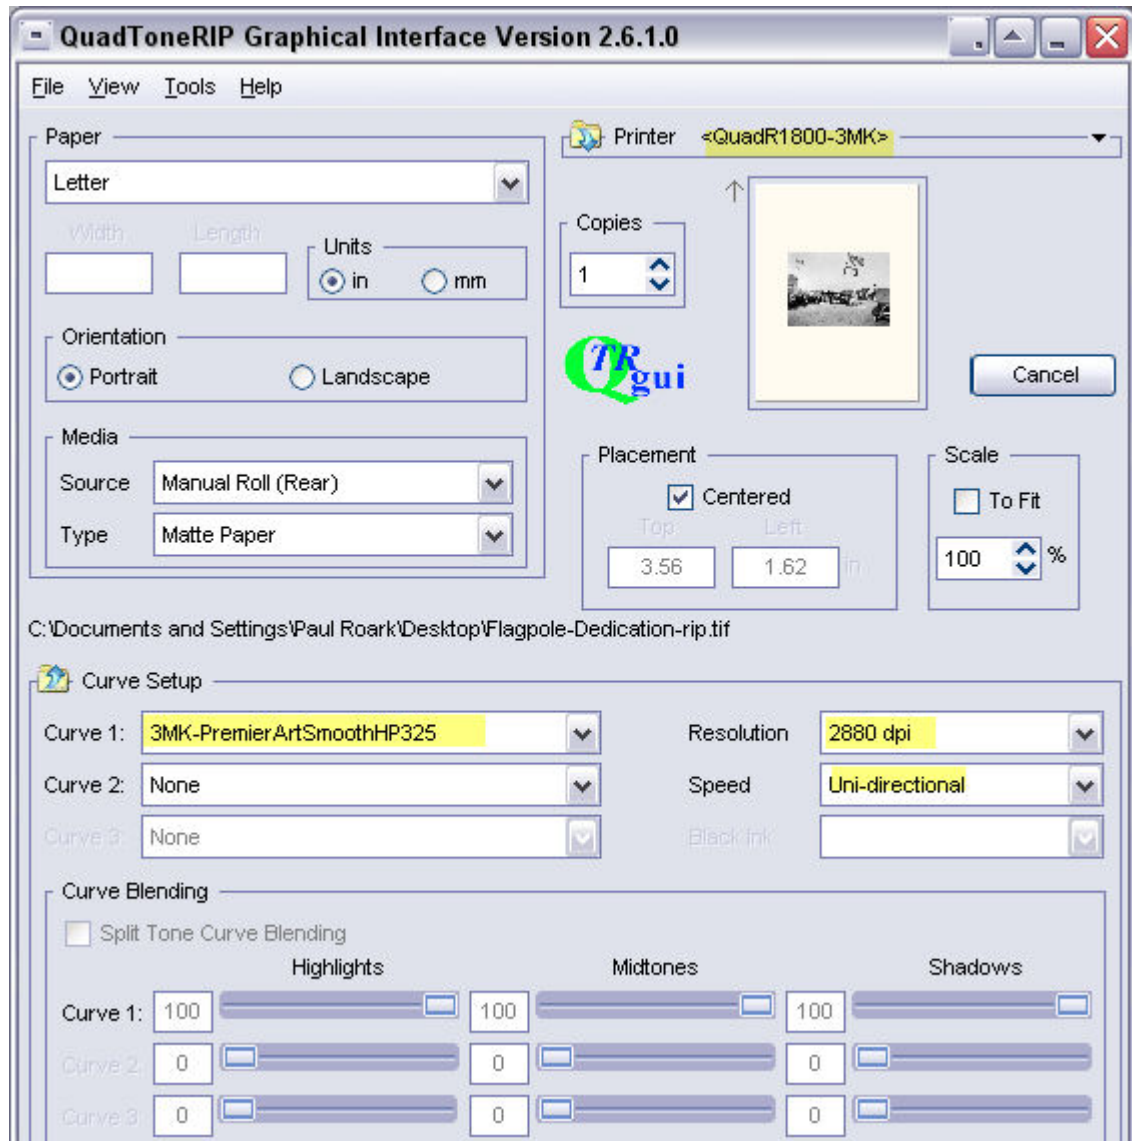 QuadToneRIP Graphical Interface Version 2.6.1.0
File View Tools Help
Paper
Letter
Width Length
Units
in mm
Orientation
Portrait Landscape
Media
Source Manual Roll (Rear)
Type Matte Paper
Printer <QuadR1800-3MK>
Copies
1
QTR
gui
Cancel
Placement
Centered
Top Left
3.56 1.62 in
Scale
To Fit
100 %
C:\Documents and Settings\Paul Roark\Desktop\Flagpole-Dedication-rip.tif
Curve Setup
Curve 1: 3MK-PremierArtSmoothHP325 Resolution 2880 dpi
Curve 2: None Speed Uni-directional
Curve 3: None Black Ink
Curve Blending
Split Tone Curve Blending
Highlights Midtones Shadows
Curve 1: 100 100 100
Curve 2: 0 0 0
Curve 3: 0 0 0